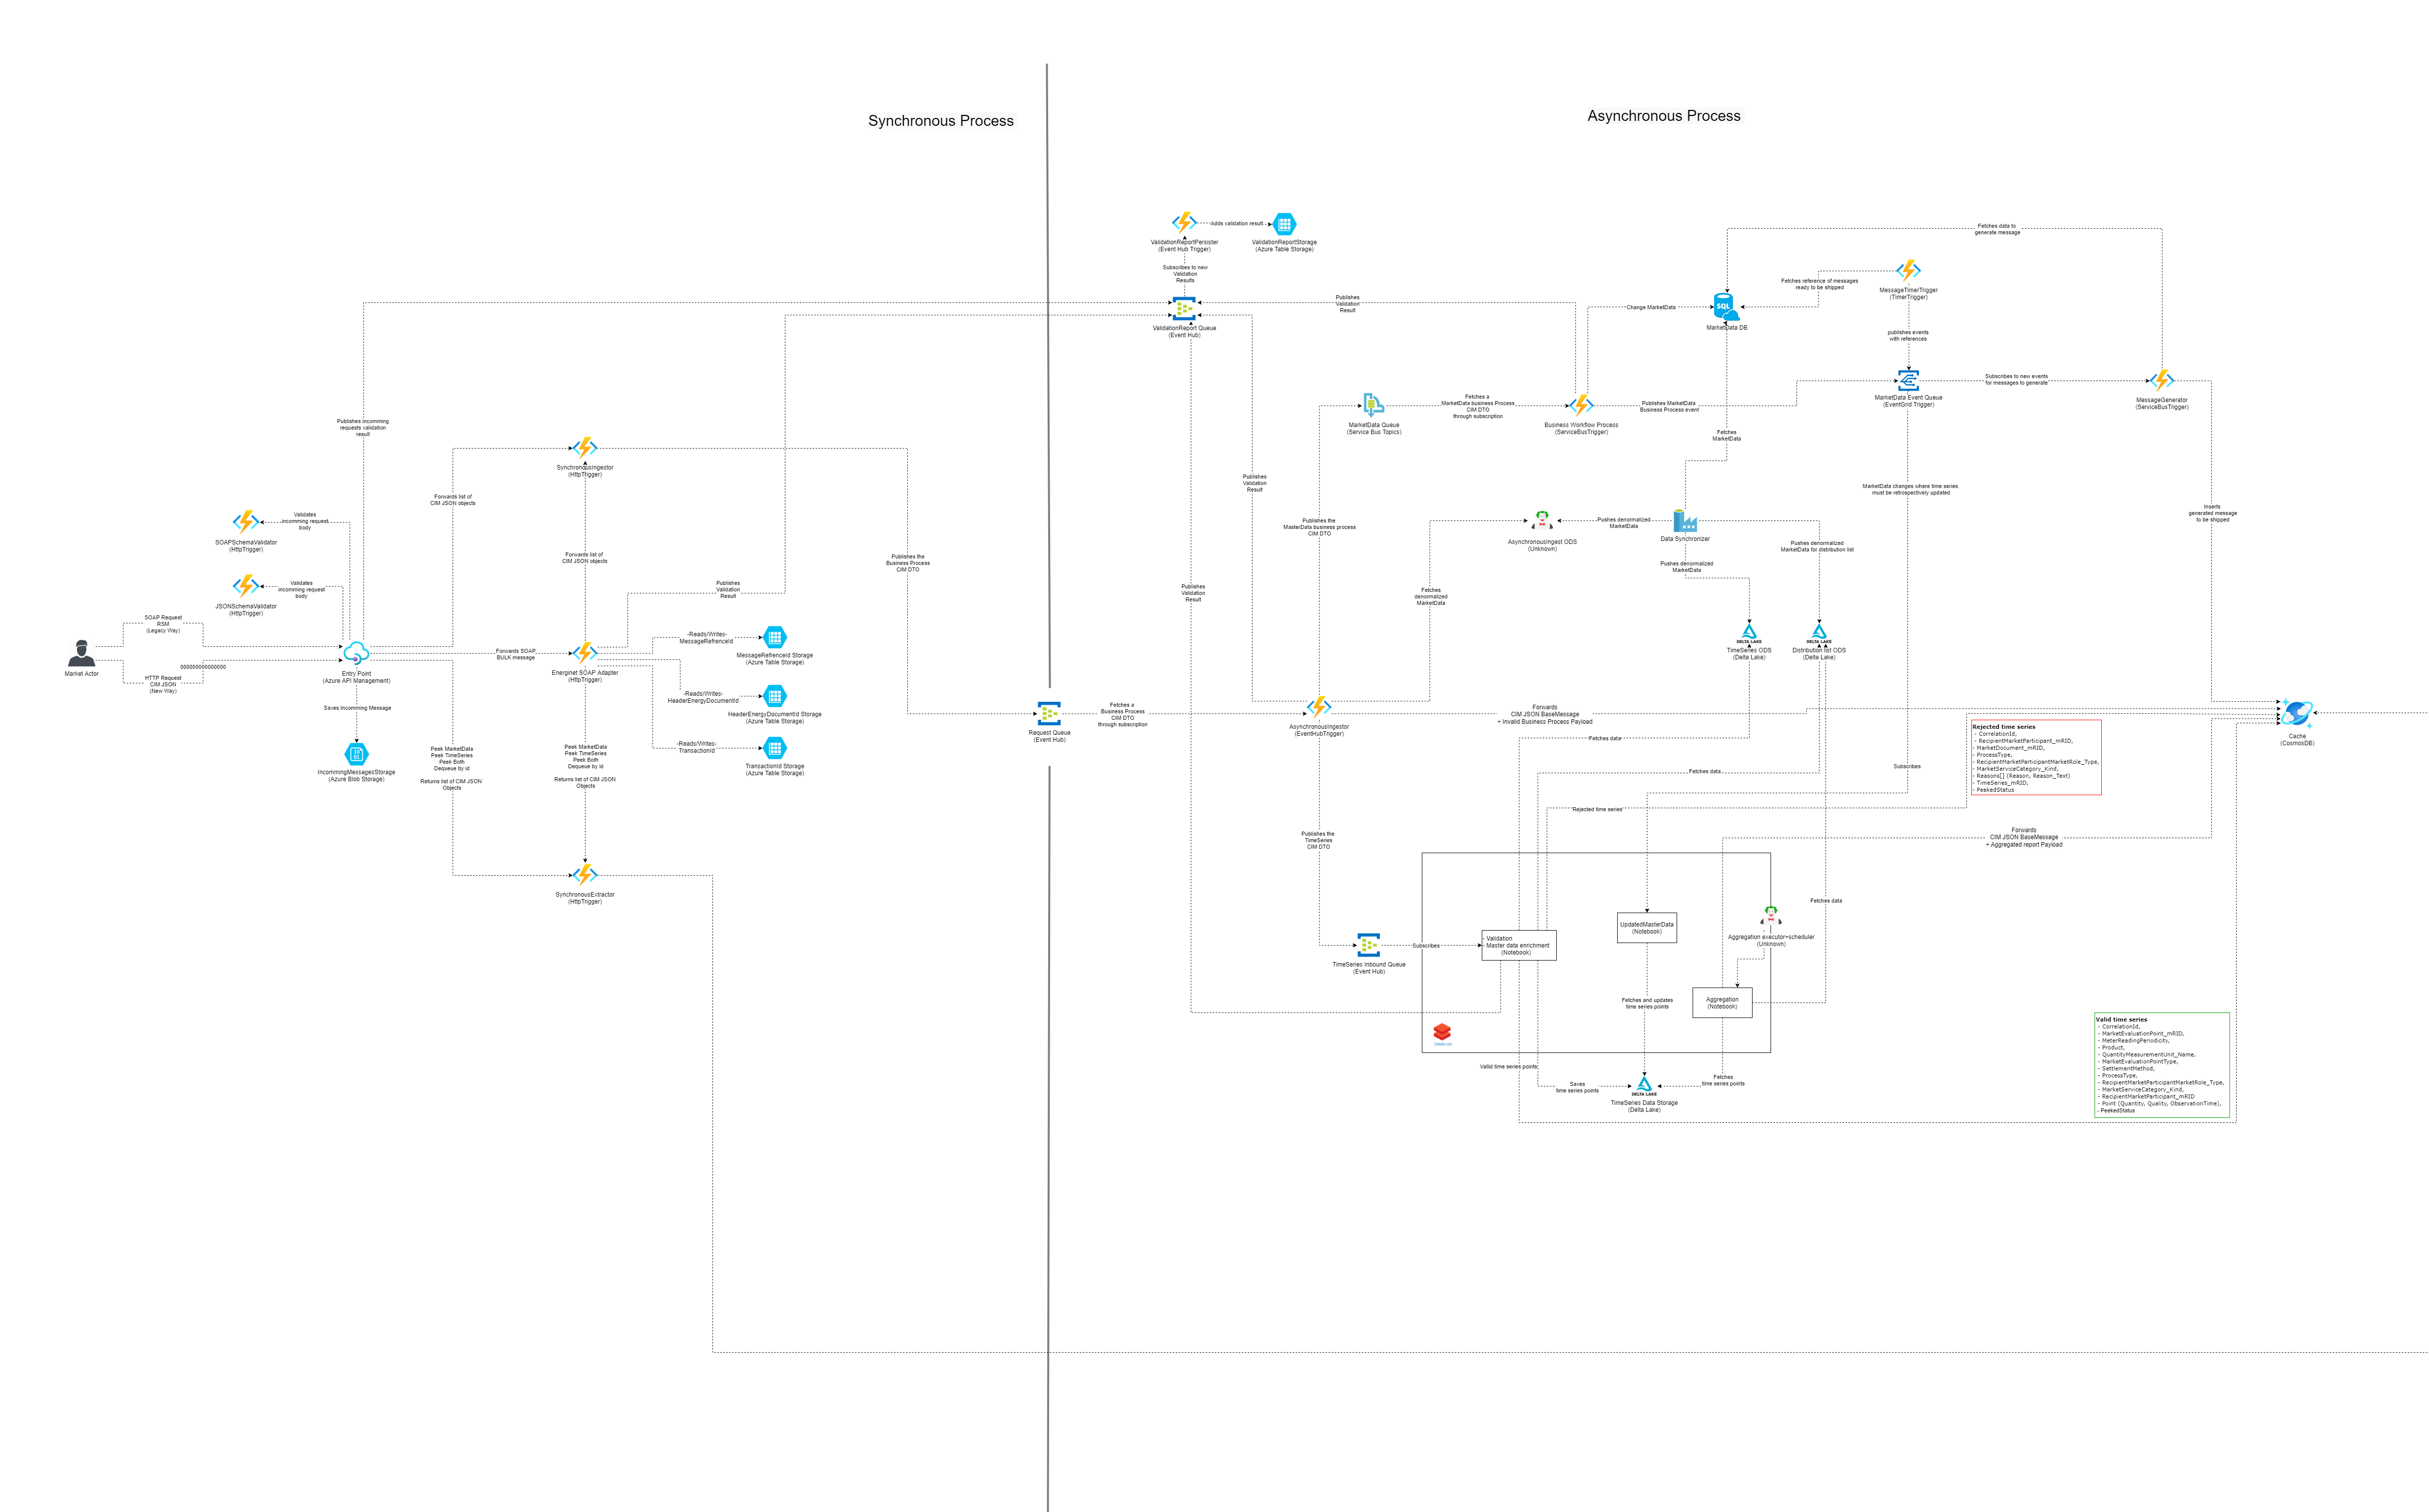 Synchronous Process
Asynchronous Process
Adds validation result
ValidationReportPersister
(Event Hub Trigger)
ValidationReportStorage
(Azure Table Storage)
Subscribes to new
Validation
Results
Publishes
Validation
Result
ValidationReport Queue
(Event Hub)
Fetches data to
generate message
Fetches reference of messages
ready to be shipped
MessageTimerTrigger
(TimerTrigger)
Change MarketData
MarketData DB
publishes events
with references
Subscribes to new events
for messages to generate
MarketData Event Queue
(EventGrid Trigger)
MessageGenerator
(ServiceBusTrigger)
Fetches a
MarketData business Process
CIM DTO
through subscription
Publishes MarketData
Business Process event
MarketData Queue
(Service Bus Topics)
Business Workflow Process
(ServiceBusTrigger)
Publishes incomming
requests validation
result
Fetches
MarketData
SynchronousIngestor
(HttpTrigger)
Forwards list of
CIM JSON objects
Publishes
Validation
Result
MarketData changes where time series
must be retrospectively updated
Inserts
generated message
to be shipped
Validates
incomming request
body
SOAPSchemaValidator
(HttpTrigger)
Publishes the
MasterData business process
CIM DTO
Pushes denormalized
MarketData
AsynchronousIngest ODS
(Unknown)
Data Synchronizer
Pushes denormalized
MarketData for distribution list
Forwards list of
CIM JSON objects
Publishes the
Business Process
CIM DTO
Pushes denormalized
MarketData
Validates
incomming request
body
JSONSchemaValidator
(HttpTrigger)
Publishes
Validation
Result
Publishes
Validation
Result
Fetches
denormalized
MarketData
SOAP Request
RSM
(Legacy Way)
Market Actor
000000000000000
HTTP Request
CIM JSON
(New Way)
Entry Point
(Azure API Management)
Forwards SOAP
BULK message
Energinet SOAP Adapter
(HttpTrigger)
-Reads/Writes-
MessageRefrenceId
MessageRefrenceId Storage
(Azure Table Storage)
-Reads/Writes-
HeaderEnergyDocumentId
HeaderEnergyDocumentId Storage
(Azure Table Storage)
-Reads/Writes-
TransactionId
TransactionId Storage
(Azure Table Storage)
DELTA LAKE
TimeSeries ODS
(Delta Lake)
DELTA LAKE
Distribution list ODS
(Delta Lake)
Saves Incomming Message
IncommingMessagesStorage
(Azure Blob Storage)
Request Queue
(Event Hub)
Fetches a
Business Process
CIM DTO
through subscription
AsynchronousIngestor
(EventHubTrigger)
Forwards
CIM JSON BaseMessage
+ Invalid Business Process Payload
Fetches data
Fetches data
Rejected time series
Subscribes
Cache
(CosmosDB)
Rejected time series
- CorrelationId,
- RecipientMarketParticipant_mRID,
- MarketDocument_mRID,
- ProcessType,
- RecipientMarketParticipantMarketRole_Type,
- MarketServiceCategory_Kind,
- Reasons[] (Reason, Reason_Text)
- TimeSeries_mRID,
- PeekedStatus
Peek MarketData
Peek TimeSeries
Peek Both
Dequeue by id
Returns list of CIM JSON
Objects
Peek MarketData
Peek TimeSeries
Peek Both
Dequeue by id
Returns list of CIM JSON
Objects
SynchronousExtractor
(HttpTrigger)
Publishes the
TimeSeries
CIM DTO
Forwards
CIM JSON BaseMessage
+ Aggregated report Payload
Fetches data
TimeSeries Inbound Queue
(Event Hub)
Subscribes
- Validation
- Master data enrichment
(Notebook)
UpdatedMasterData
(Notebook)
Aggregation executor+scheduler
(Unknown)
Fetches and updates
time series points
Aggregation
(Notebook)
Databricks
Valid time series points
Saves
time series points
Fetches
time series points
DELTA LAKE
TimeSeries Data Storage
(Delta Lake)
Valid time series
- CorrelationId,
- MarketEvaluationPoint_mRID,
- MeterReadingPeriodicity,
- Product,
- QuantityMeasurementUnit_Name,
- MarketEvaluationPointType,
- SettlementMethod,
- ProcessType,
- RecipientMarketParticipantMarketRole_Type,
- MarketServiceCategory_Kind,
- RecipientMarketParticipant_mRID
- Point (Quantity, Quality, ObservationTime),
- PeekedStatus